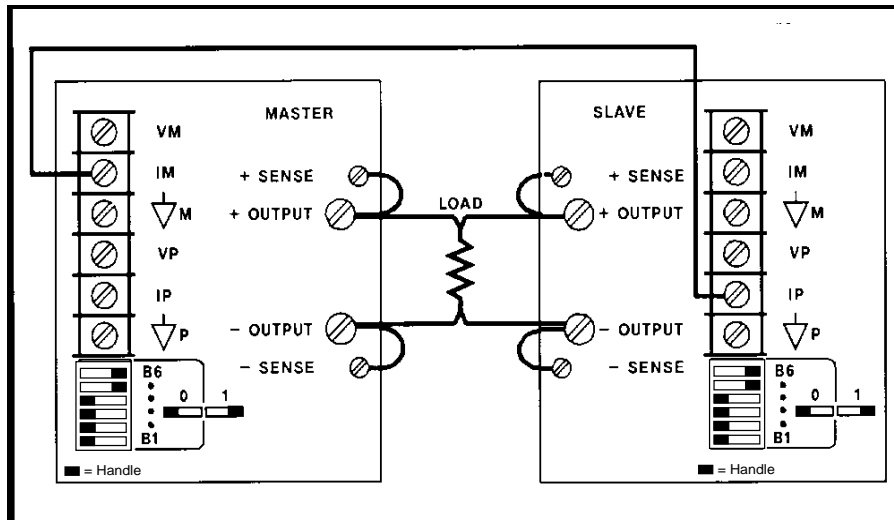 MASTER
VM
IM
M
VP
IP
P
+ SENSE
+ OUTPUT
- OUTPUT
- SENSE
B6
0 1
B1
= Handle
LOAD
SLAVE
+ SENSE
+ OUTPUT
- OUTPUT
- SENSE
VM
IM
M
VP
IP
P
B6
0 1
B1
= Handle